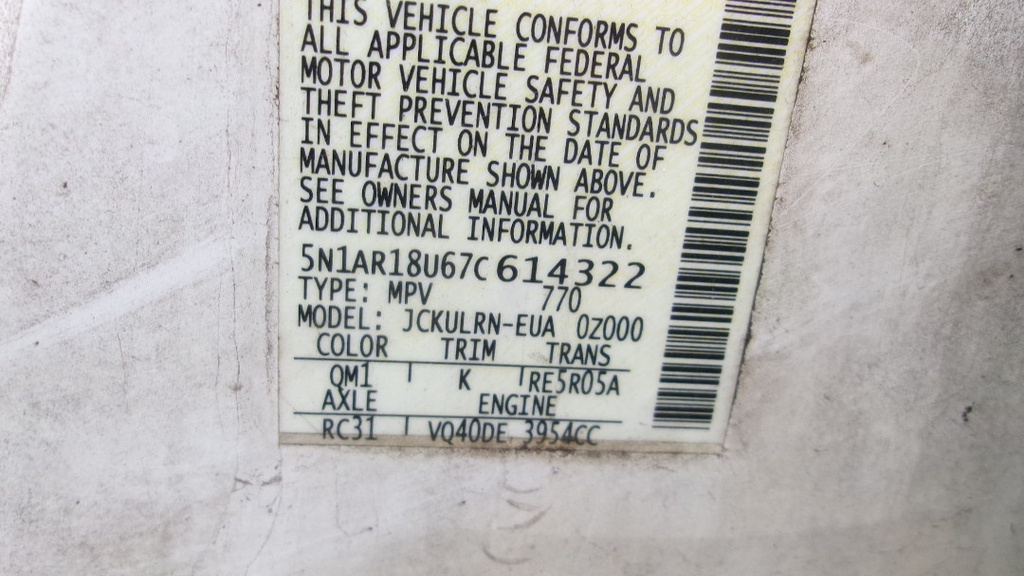 THIS VEHICLE CONFORMS TO
ALL APPLICABLE FEDERAL
MOTOR VEHICLE SAFETY AND
THEFT PREVENTION STANDARDS
IN EFFECT ON THE DATE OF
MANUFACTURE SHOWN ABOVE.
SEE OWNERS MANUAL FOR
ADDITIONAL INFORMATION.
5N1AR18U67C614322
TYPE: MPV 770
MODEL: JCKULRN-EUA 0Z000
COLOR TRIM TRANS
QM1 K RE5R05A
AXLE ENGINE
RC31 VQ40DE 3954CC